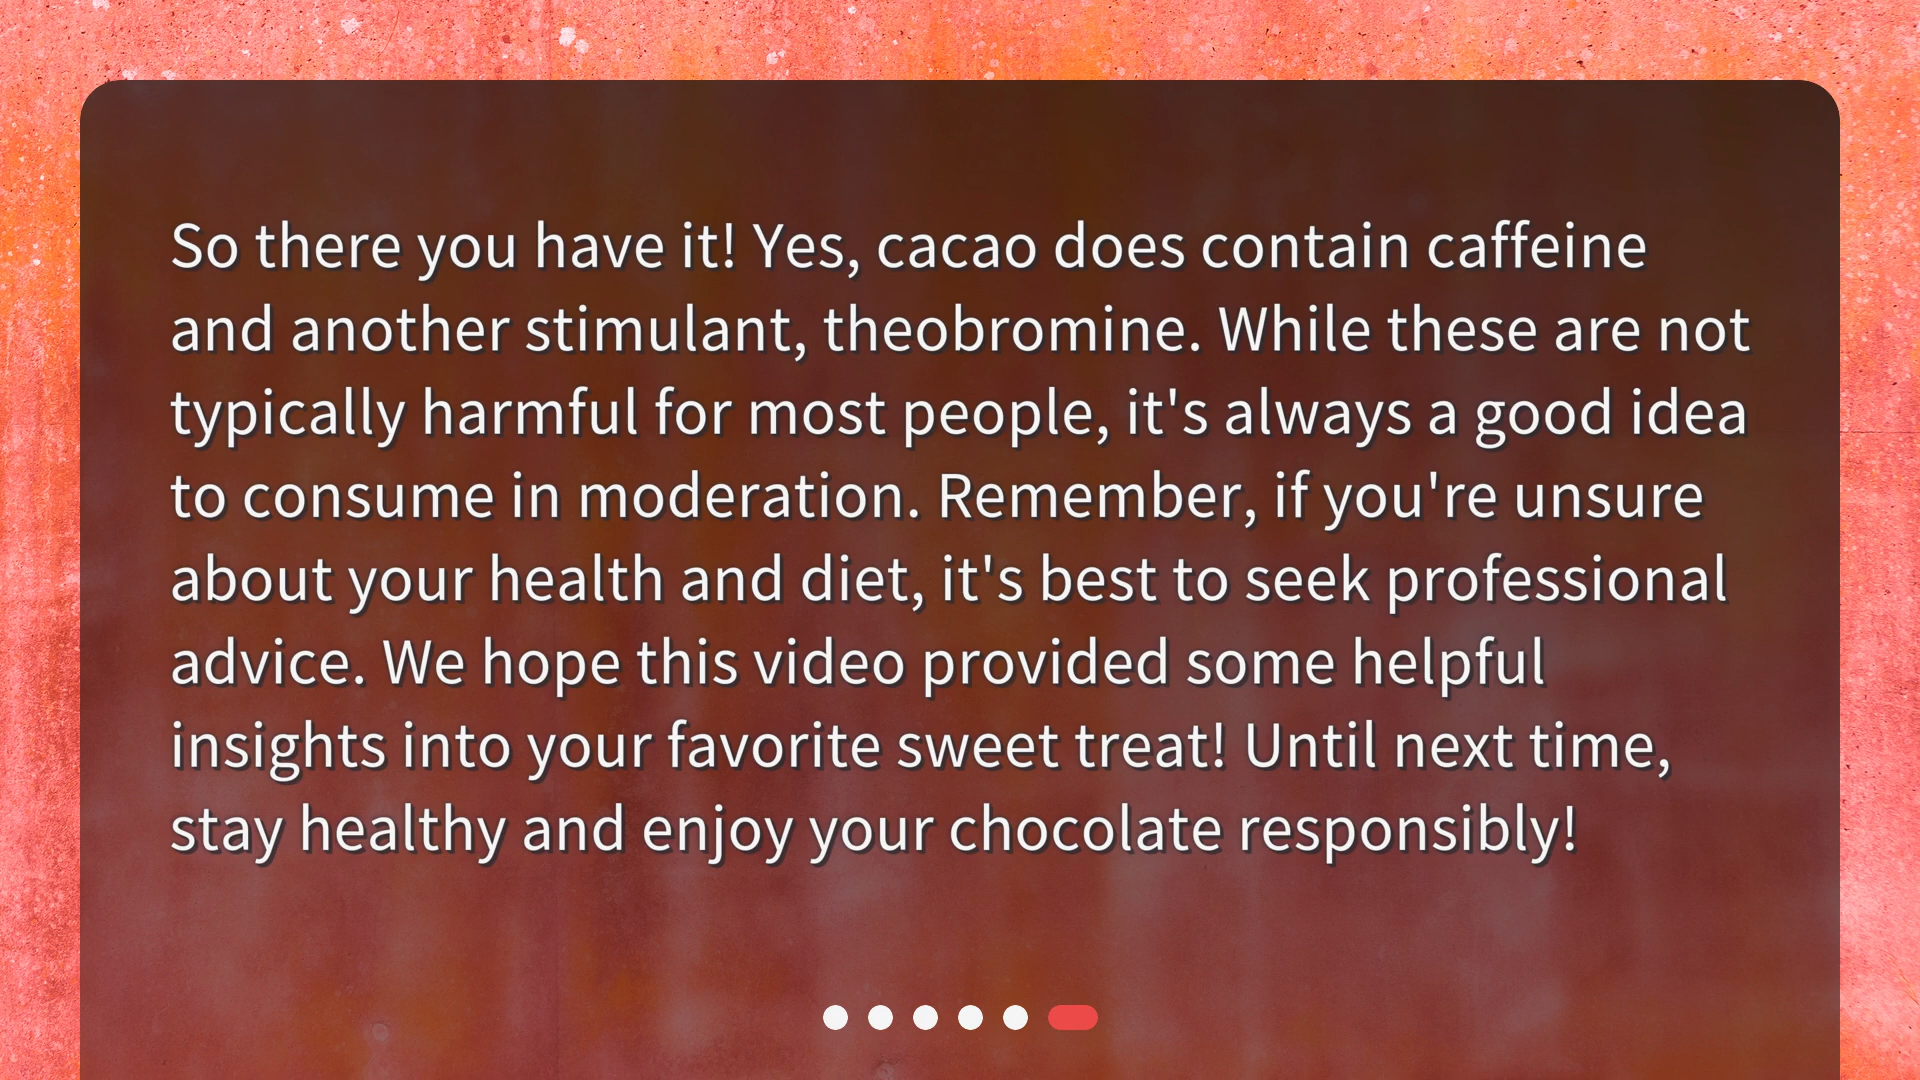 So there you have it! Yes, cacao does contain caffeine
and another stimulant, theobromine. While these are not
typically harmful for most people, it's always a good idea
to consume in moderation. Remember, if you're unsure
about your health and diet, it's best to seek professional
advice. We hope this video provided some helpful
insights into your favorite sweet treat! Until next time,
stay healthy and enjoy your chocolate responsibly!